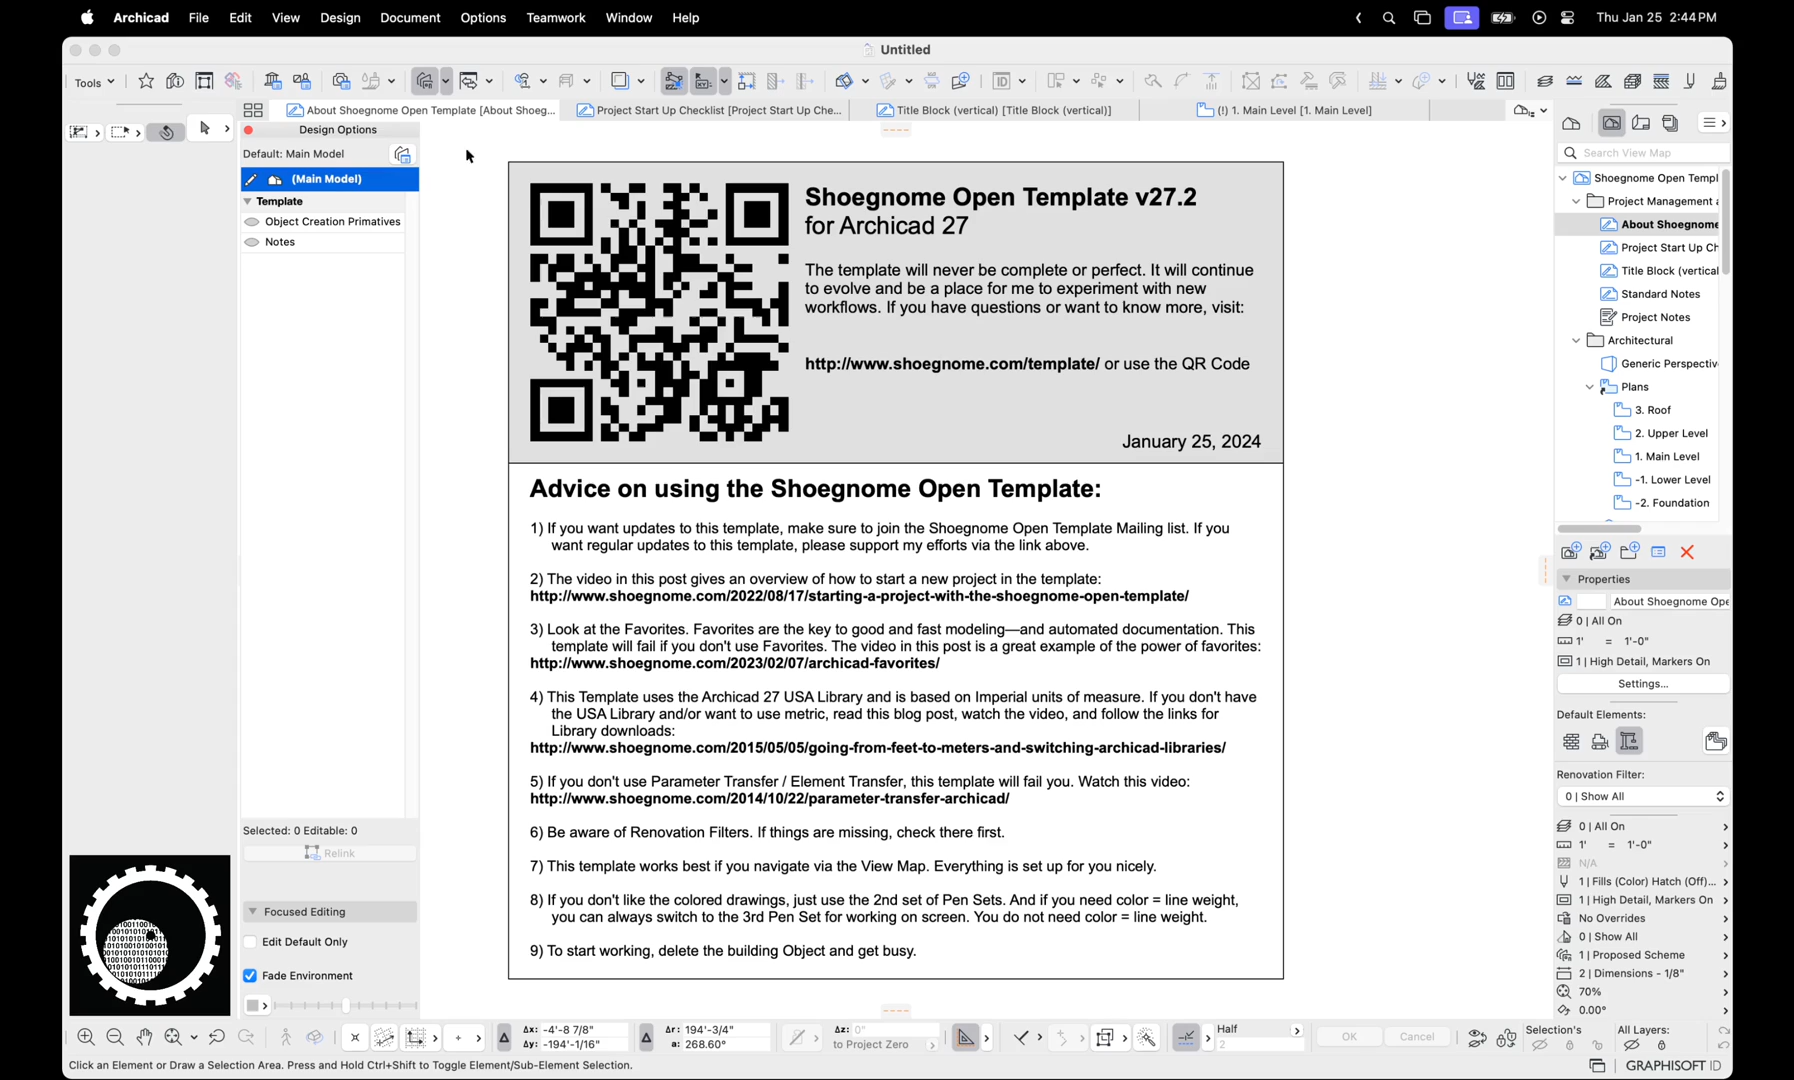 Archicad File Edit View Design Document Options Teamwork Window Help Thu Jan 25 2:44 PM
Untitled
Tools
About Shoegnome Open Template [About Shoeg... Project Start Up Checklist [Project Start Up Che... Title Block (vertical) [Title Block (vertical)] (!) 1. Main Level [1. Main Level]
Design Options
Default: Main Model
(Main Model)
Template
Object Creation Primitives
Notes
Selected: 0 Editable: 0
Relink
Focused Editing
Edit Default Only
Fade Environment
Shoegnome Open Template v27.2
for Archicad 27
The template will never be complete or perfect. It will continue
to evolve and be a place for me to experiment with new
workflows. If you have questions or want to know more, visit:
http://www.shoegnome.com/template/ or use the QR Code
January 25, 2024
Advice on using the Shoegnome Open Template:
1) If you want updates to this template, make sure to join the Shoegnome Open Template Mailing list. If you
want regular updates to this template, please support my efforts via the link above.
2) The video in this post gives an overview of how to start a new project in the template:
http://www.shoegnome.com/2022/08/17/starting-a-project-with-the-shoegnome-open-template/
3) Look at the Favorites. Favorites are the key to good and fast modeling—and automated documentation. This
template will fail if you don't use Favorites. The video in this post is a great example of the power of favorites:
http://www.shoegnome.com/2023/02/07/archicad-favorites/
4) This Template uses the Archicad 27 USA Library and is based on Imperial units of measure. If you don't have
the USA Library and/or want to use metric, read this blog post, watch the video, and follow the links for
Library downloads:
http://www.shoegnome.com/2015/05/05/going-from-feet-to-meters-and-switching-archicad-libraries/
5) If you don't use Parameter Transfer / Element Transfer, this template will fail you. Watch this video:
http://www.shoegnome.com/2014/10/22/parameter-transfer-archicad/
6) Be aware of Renovation Filters. If things are missing, check there first.
7) This template works best if you navigate via the View Map. Everything is set up for you nicely.
8) If you don't like the colored drawings, just use the 2nd set of Pen Sets. And if you need color = line weight,
you can always switch to the 3rd Pen Set for working on screen. You do not need color = line weight.
9) To start working, delete the building Object and get busy.
Search View Map
Shoegnome Open Templ
Project Management a
About Shoegnome
Project Start Up Ch
Title Block (vertical
Standard Notes
Project Notes
Architectural
Generic Perspectiv
Plans
3. Roof
2. Upper Level
1. Main Level
-1. Lower Level
-2. Foundation
Properties
About Shoegnome Ope
0 | All On
1' = 1'-0"
1 | High Detail, Markers On
Settings...
Default Elements:
Renovation Filter:
0 | Show All
0 | All On
1' = 1'-0"
N/A
1 | Fills (Color) Hatch (Off)...
1 | High Detail, Markers On
No Overrides
0 | Show All
1 | Proposed Scheme
2 | Dimensions - 1/8"
70%
0.00°
Δx: -4'-8 7/8" Δr: 194'-3/4" Δz: 0" Half OK Cancel Selection's All Layers:
Δy: -194'-1/16" a: 268.60° to Project Zero 2
Click an Element or Draw a Selection Area. Press and Hold Ctrl+Shift to Toggle Element/Sub-Element Selection. GRAPHISOFT ID